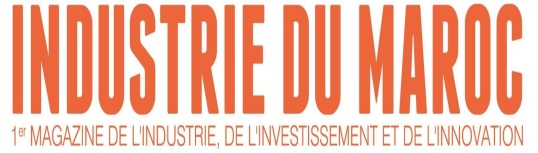 INDUSTRIE DU MAROC
1er MAGAZINE DE L'INDUSTRIE, DE L'INVESTISSEMENT ET DE L'INNOVATION